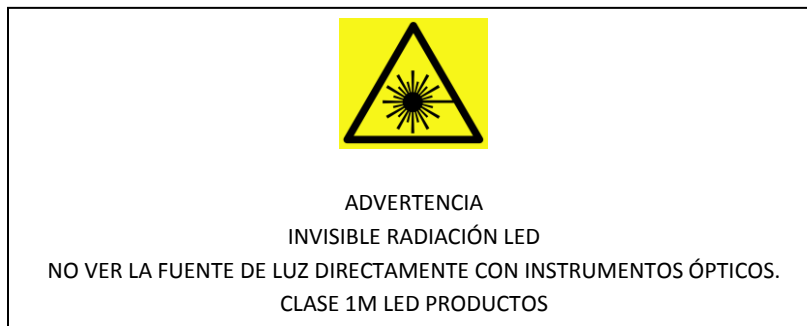 ADVERTENCIA
INVISIBLE RADIACIÓN LED
NO VER LA FUENTE DE LUZ DIRECTAMENTE CON INSTRUMENTOS ÓPTICOS.
CLASE 1M LED PRODUCTOS